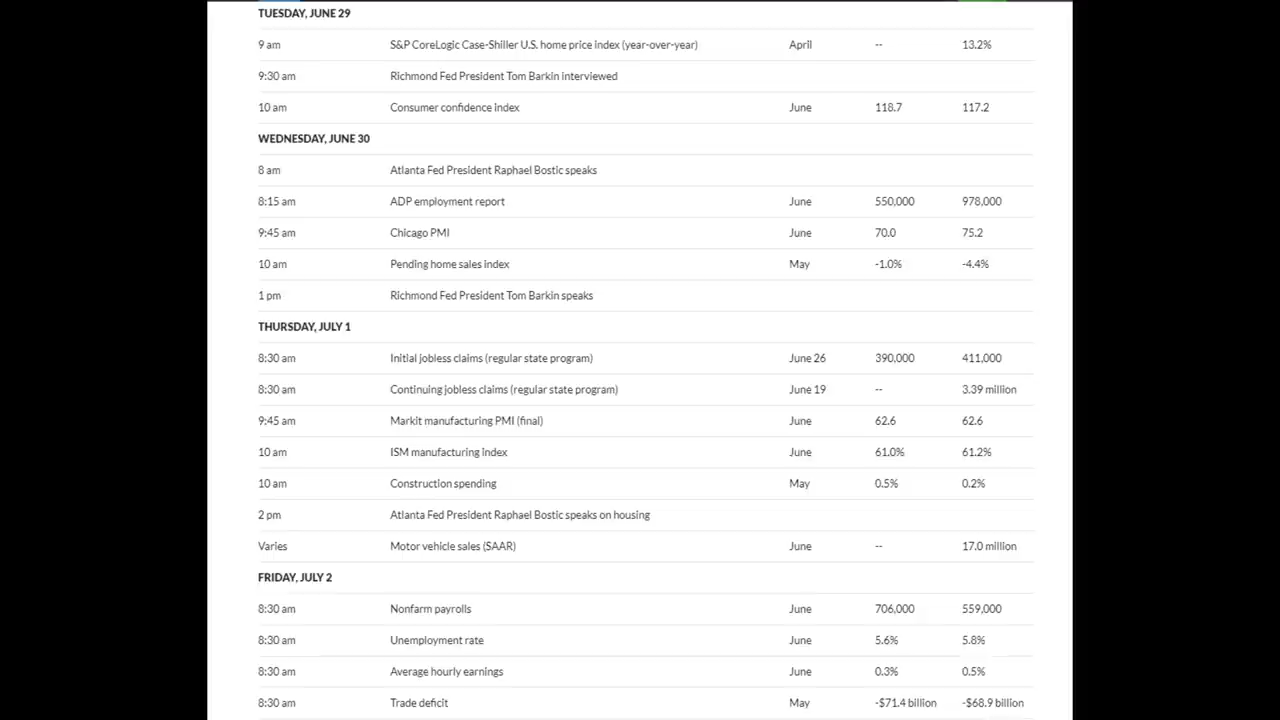 TUESDAY, JUNE 29
9 am S&P CoreLogic Case-Shiller U.S. home price index (year-over-year) April -- 13.2%
9:30 am Richmond Fed President Tom Barkin interviewed
10 am Consumer confidence index June 118.7 117.2
WEDNESDAY, JUNE 30
8 am Atlanta Fed President Raphael Bostic speaks
8:15 am ADP employment report June 550,000 978,000
9:45 am Chicago PMI June 70.0 75.2
10 am Pending home sales index May -1.0% -4.4%
1 pm Richmond Fed President Tom Barkin speaks
THURSDAY, JULY 1
8:30 am Initial jobless claims (regular state program) June 26 390,000 411,000
8:30 am Continuing jobless claims (regular state program) June 19 -- 3.39 million
9:45 am Markit manufacturing PMI (final) June 62.6 62.6
10 am ISM manufacturing index June 61.0% 61.2%
10 am Construction spending May 0.5% 0.2%
2 pm Atlanta Fed President Raphael Bostic speaks on housing
Varies Motor vehicle sales (SAAR) June -- 17.0 million
FRIDAY, JULY 2
8:30 am Nonfarm payrolls June 706,000 559,000
8:30 am Unemployment rate June 5.6% 5.8%
8:30 am Average hourly earnings June 0.3% 0.5%
8:30 am Trade deficit May -$71.4 billion -$68.9 billion